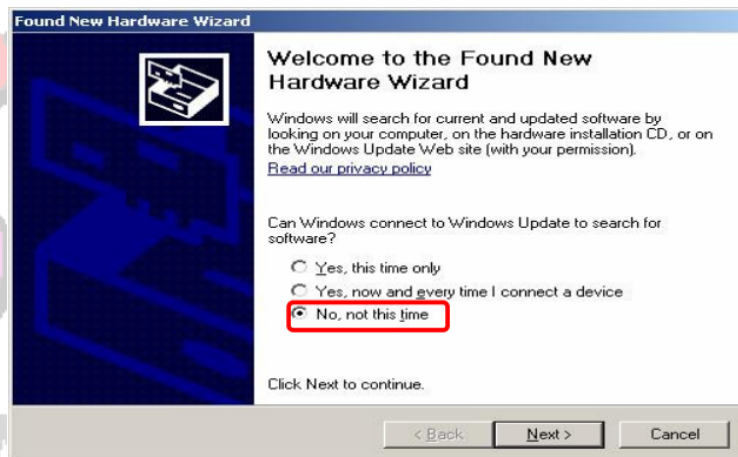 Found New Hardware Wizard
Welcome to the Found New
Hardware Wizard
Windows will search for current and updated software by
looking on your computer, on the hardware installation CD, or on
the Windows Update Web site (with your permission).
Read our privacy policy
Can Windows connect to Windows Update to search for
software?
Yes, this time only
Yes, now and every time I connect a device
No, not this time
Click Next to continue.
< Back
Next >
Cancel